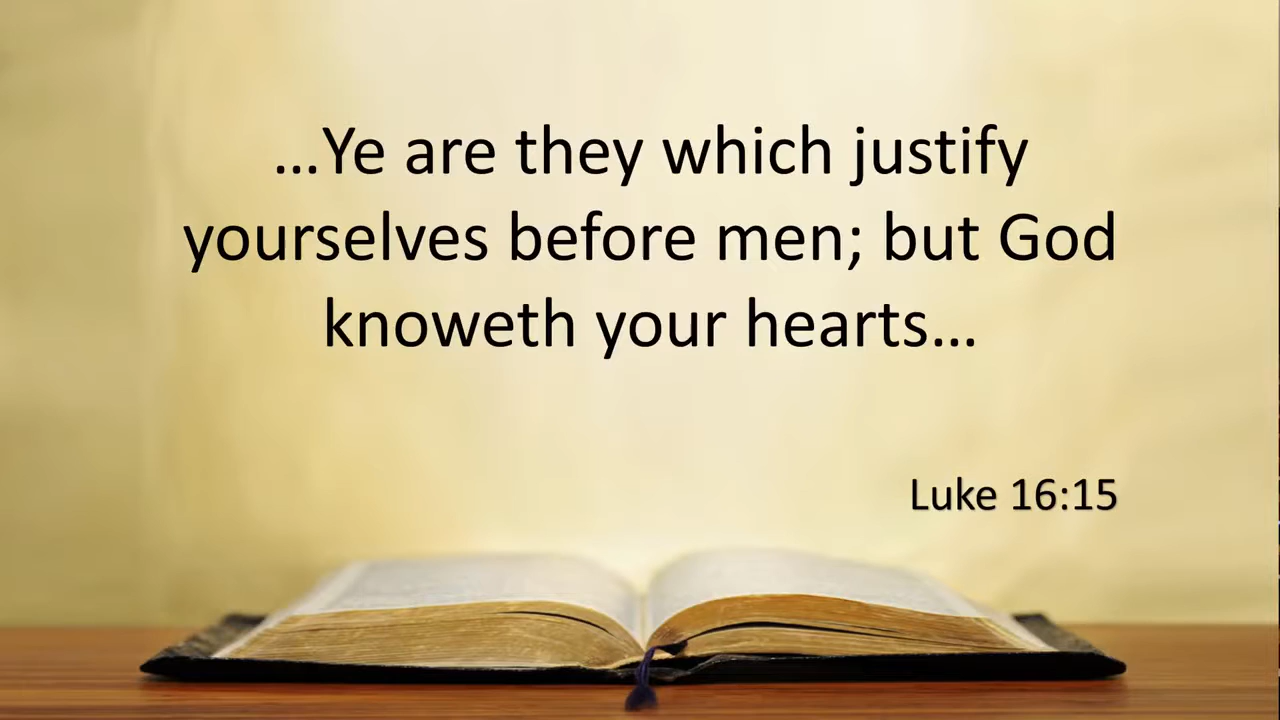 ...Ye are they which justify
yourselves before men; but God
knoweth your hearts...
Luke 16:15